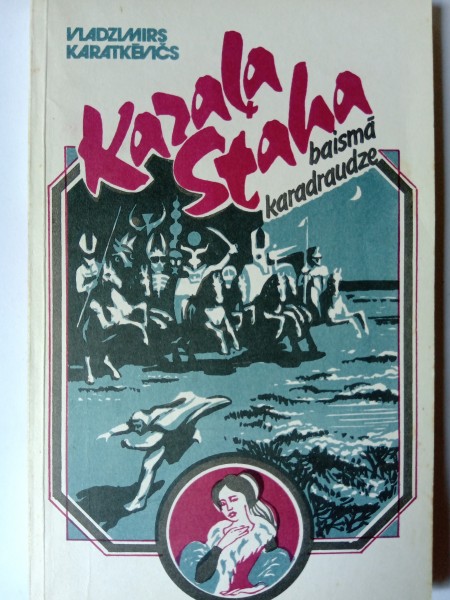 VLADZIMIRS
KARATKĒVIČS
Karaļa
Staha
baismā
karadraudze